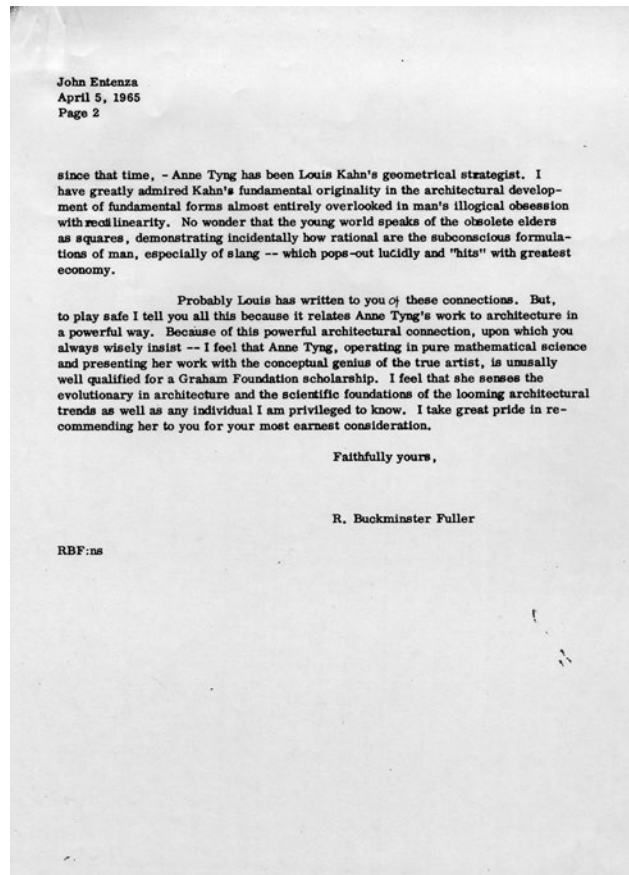 John Entenza
April 5, 1965
Page 2
since that time, - Anne Tyng has been Louis Kahn's geometrical strategist. I
have greatly admired Kahn's fundamental originality in the architectural develop-
ment of fundamental forms almost entirely overlooked in man's illogical obsession
with rectilinearity. No wonder that the young world speaks of the obsolete elders
as squares, demonstrating incidentally how rational are the subconscious formula-
tions of man, especially of slang -- which pops-out lucidly and "hits" with greatest
economy.
Probably Louis has written to you of these connections. But,
to play safe I tell you all this because it relates Anne Tyng's work to architecture in
a powerful way. Because of this powerful architectural connection, upon which you
always wisely insist -- I feel that Anne Tyng, operating in pure mathematical science
and presenting her work with the conceptual genius of the true artist, is unusally
well qualified for a Graham Foundation scholarship. I feel that she senses the
evolutionary in architecture and the scientific foundations of the looming architectural
trends as well as any individual I am privileged to know. I take great pride in re-
commending her to you for your most earnest consideration.
Faithfully yours,
R. Buckminster Fuller
RBF:ns